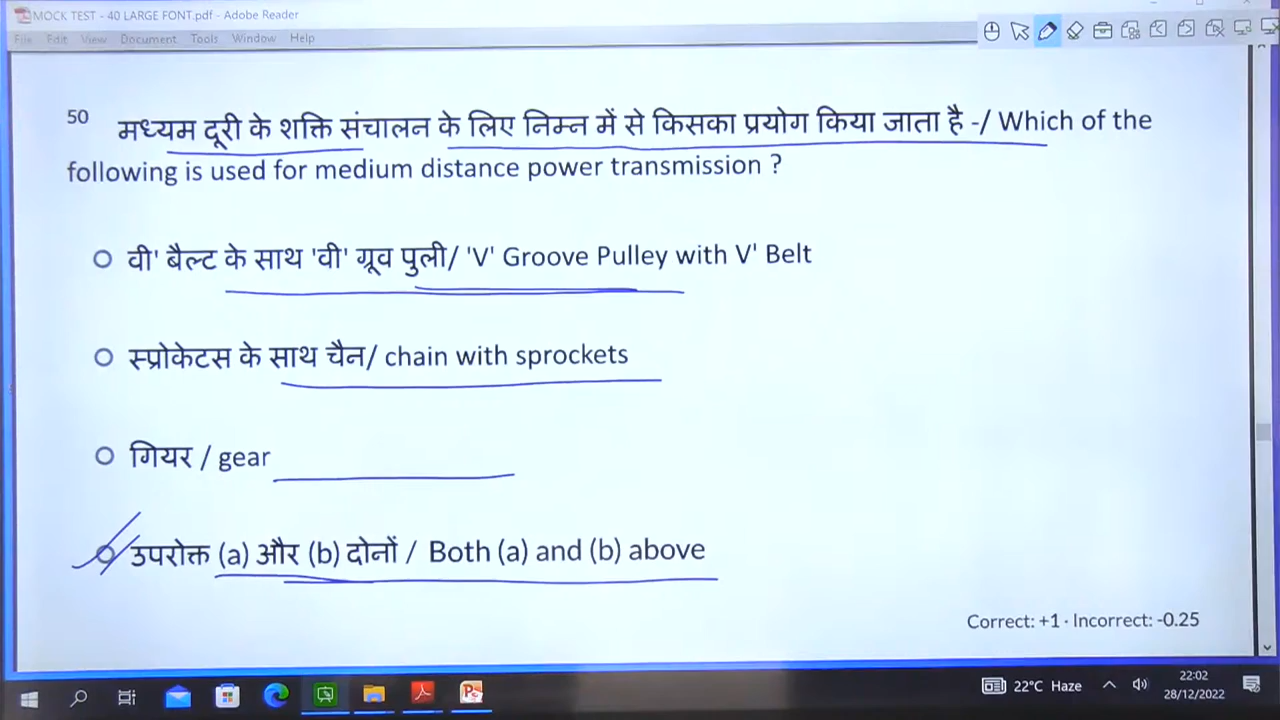 MOCK TEST - 40 LARGE FONT.pdf - Adobe Reader
File Edit View Document Tools Window Help
50 मध्यम दूरी के शक्ति संचालन के लिए निम्न में से किसका प्रयोग किया जाता है -/ Which of the
following is used for medium distance power transmission ?
वी' बैल्ट के साथ 'वी' ग्रूव पुली/ 'V' Groove Pulley with V' Belt
स्प्रोकेटस के साथ चैन/ chain with sprockets
गियर / gear
उपरोक्त (a) और (b) दोनों / Both (a) and (b) above
Correct: +1 · Incorrect: -0.25
22°C Haze
22:02
28/12/2022